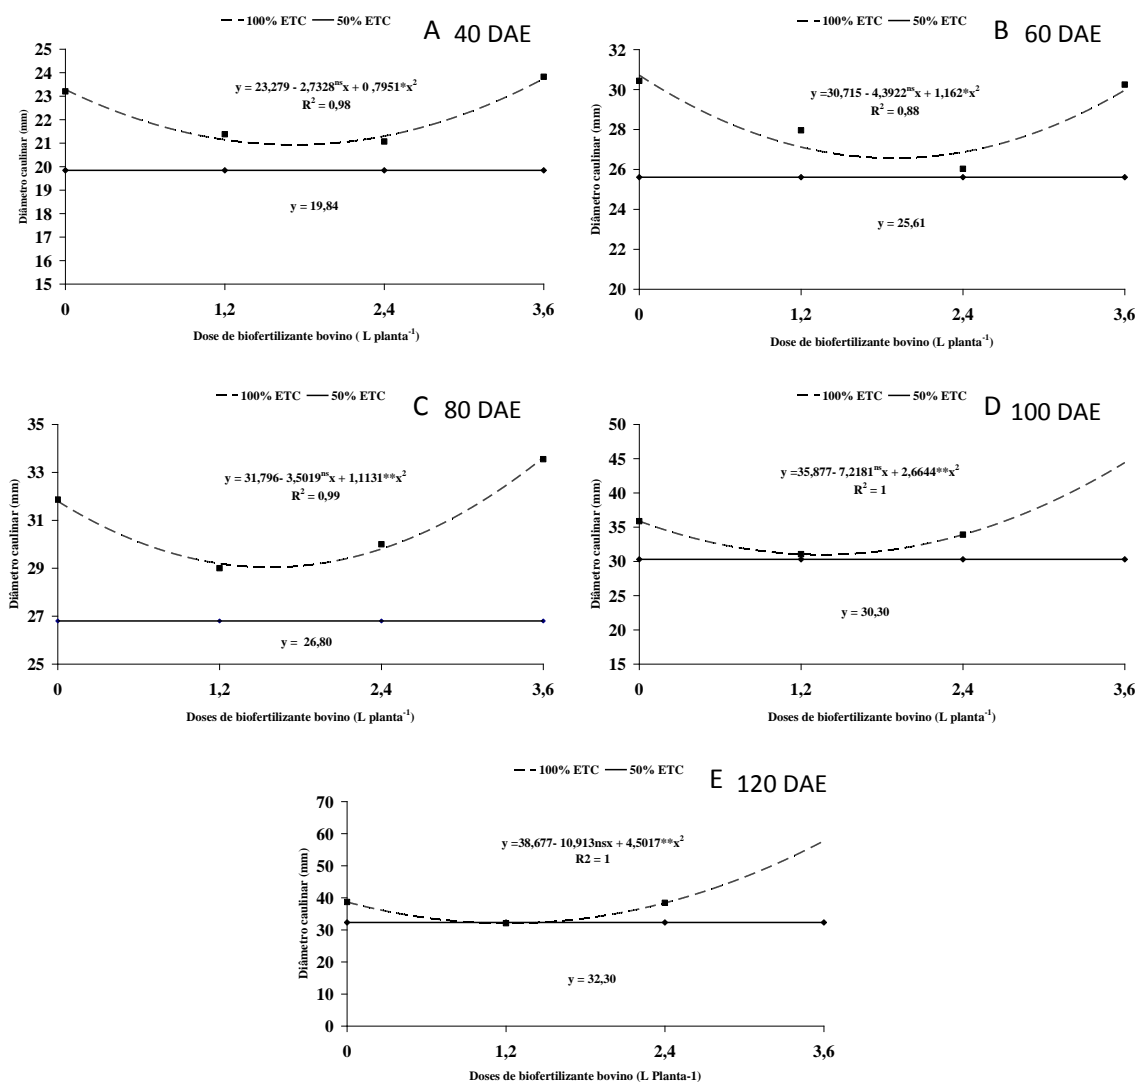 100% ETC 50% ETC
A 40 DAE
25
24
23
22
21
20
19
18
17
16
15
Diâmetro caulinar (mm)
y = 23,279 - 2,7328ⁿˢx + 0 ,7951*x²
R² = 0,98
y = 19,84
0 1,2 2,4 3,6
Dose de biofertilizante bovino ( L planta⁻¹)
100% ETC 50% ETC
B 60 DAE
32
30
28
26
24
22
20
Diâmetro caulinar (mm)
y =30,715 - 4,3922ⁿˢx + 1,162*x²
R² = 0,88
y = 25,61
0 1,2 2,4 3,6
Dose de biofertilizante bovino (L planta⁻¹)
100% ETC 50% ETC
C 80 DAE
35
33
31
29
27
25
Diâmetro caulinar (mm)
y = 31,796- 3,5019ⁿˢx + 1,1131**x²
R² = 0,99
y = 26,80
0 1,2 2,4 3,6
Doses de biofertilizante bovino (L planta⁻¹)
100% ETC 50% ETC
D 100 DAE
50
45
40
35
30
25
20
15
Diâmetro caulinar (mm)
y =35,877- 7,2181ⁿˢx + 2,6644**x²
R² = 1
y = 30,30
0 1,2 2,4 3,6
Doses de biofertilizante bovino (L planta⁻¹)
100% ETC 50% ETC
E 120 DAE
70
60
50
40
30
20
10
0
Diâmetro caulinar (mm)
y =38,677- 10,913nsx + 4,5017**x²
R2 = 1
y = 32,30
0 1,2 2,4 3,6
Doses de biofertilizante bovino (L Planta-1)